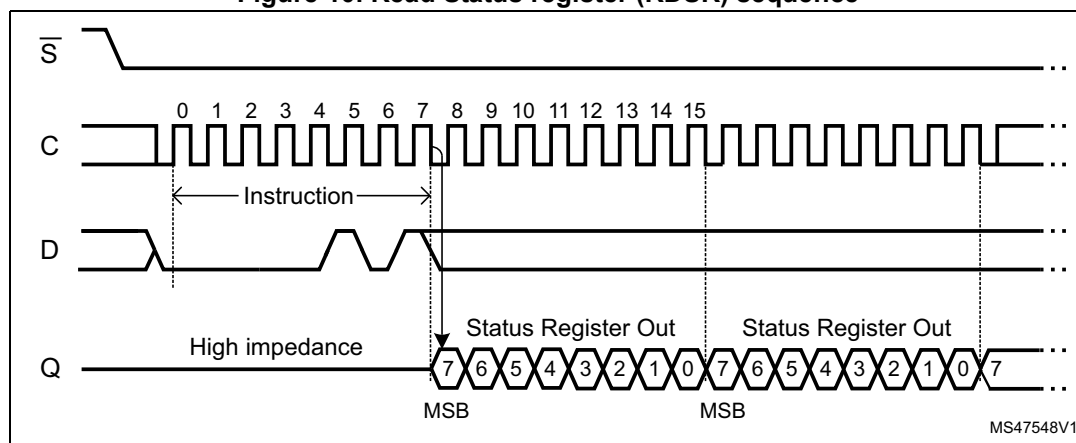 Figure 10. Read Status register (RDSR) sequence
S
0 1 2 3 4 5 6 7 8 9 10 11 12 13 14 15
C
Instruction
D
Status Register Out Status Register Out
High impedance
Q
7 6 5 4 3 2 1 0 7 6 5 4 3 2 1 0 7
MSB MSB
MS47548V1